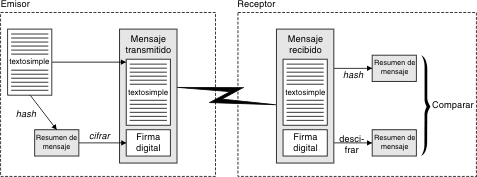 Emisor
textosimple
hash
Resumen de
mensaje
cifrar
Mensaje
transmitido
textosimple
Firma
digital
Receptor
Mensaje
recibido
textosimple
Firma
digital
hash
desci-
frar
Resumen de
mensaje
Resumen de
mensaje
Comparar